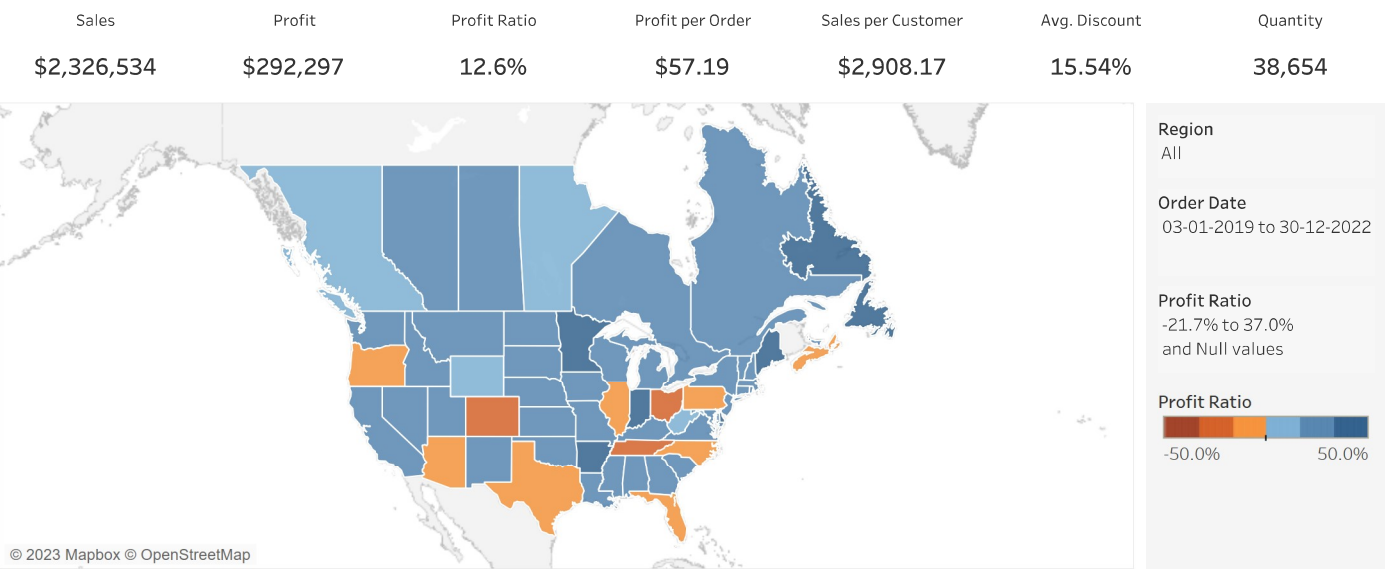 Sales Profit Profit Ratio Profit per Order Sales per Customer Avg. Discount Quantity
$2,326,534 $292,297 12.6% $57.19 $2,908.17 15.54% 38,654
Region
All
Order Date
03-01-2019 to 30-12-2022
Profit Ratio
-21.7% to 37.0%
and Null values
Profit Ratio
-50.0% 50.0%
© 2023 Mapbox © OpenStreetMap